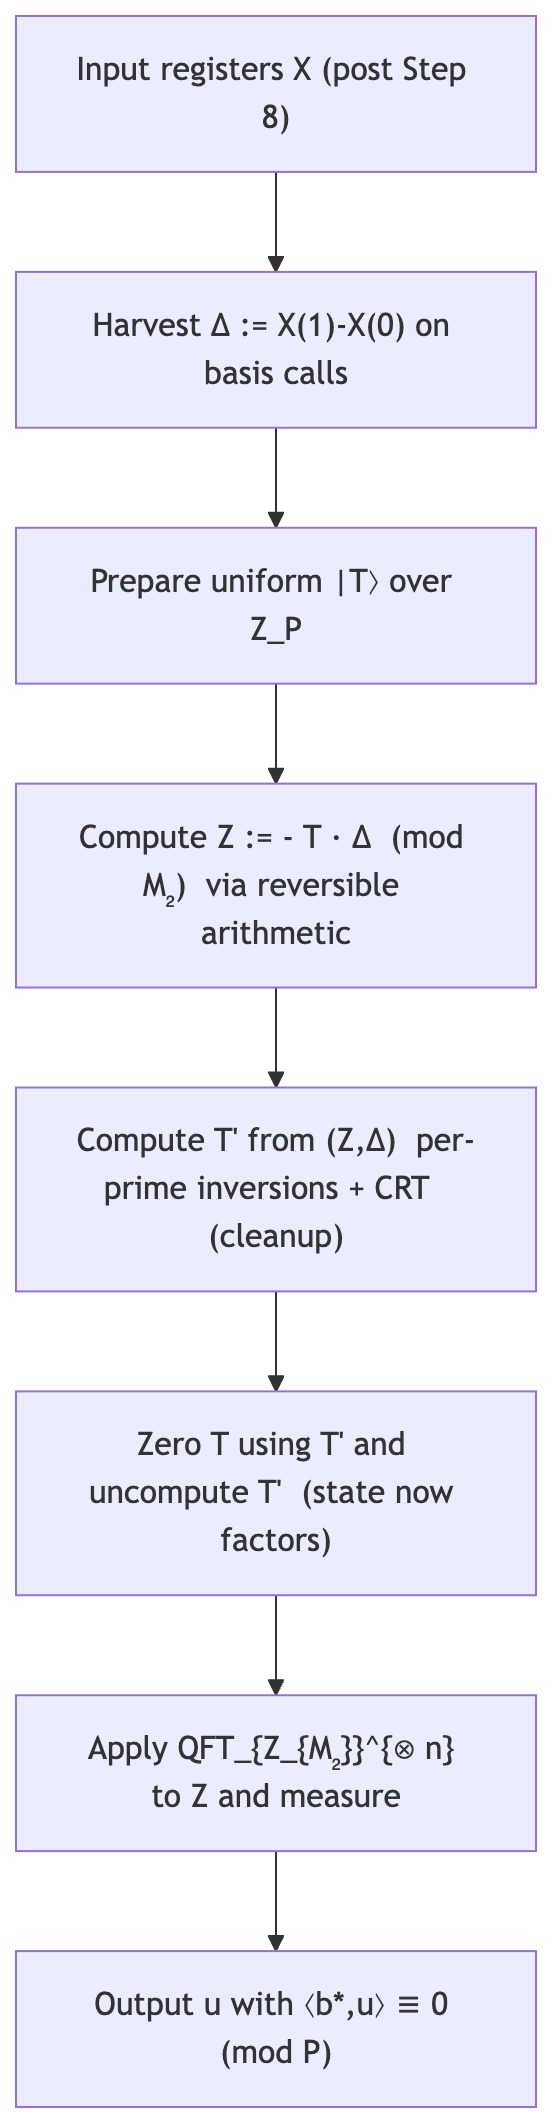 Input registers X (post Step
8)
Harvest Δ := X(1)-X(0) on
basis calls
Prepare uniform |T⟩ over
Z_P
Compute Z := - T · Δ (mod
M₂) via reversible
arithmetic
Compute T' from (Z,Δ) per-
prime inversions + CRT
(cleanup)
Zero T using T' and
uncompute T' (state now
factors)
Apply QFT_{Z_{M₂}}^{⊗ n}
to Z and measure
Output u with ⟨b*,u⟩ ≡ 0
(mod P)